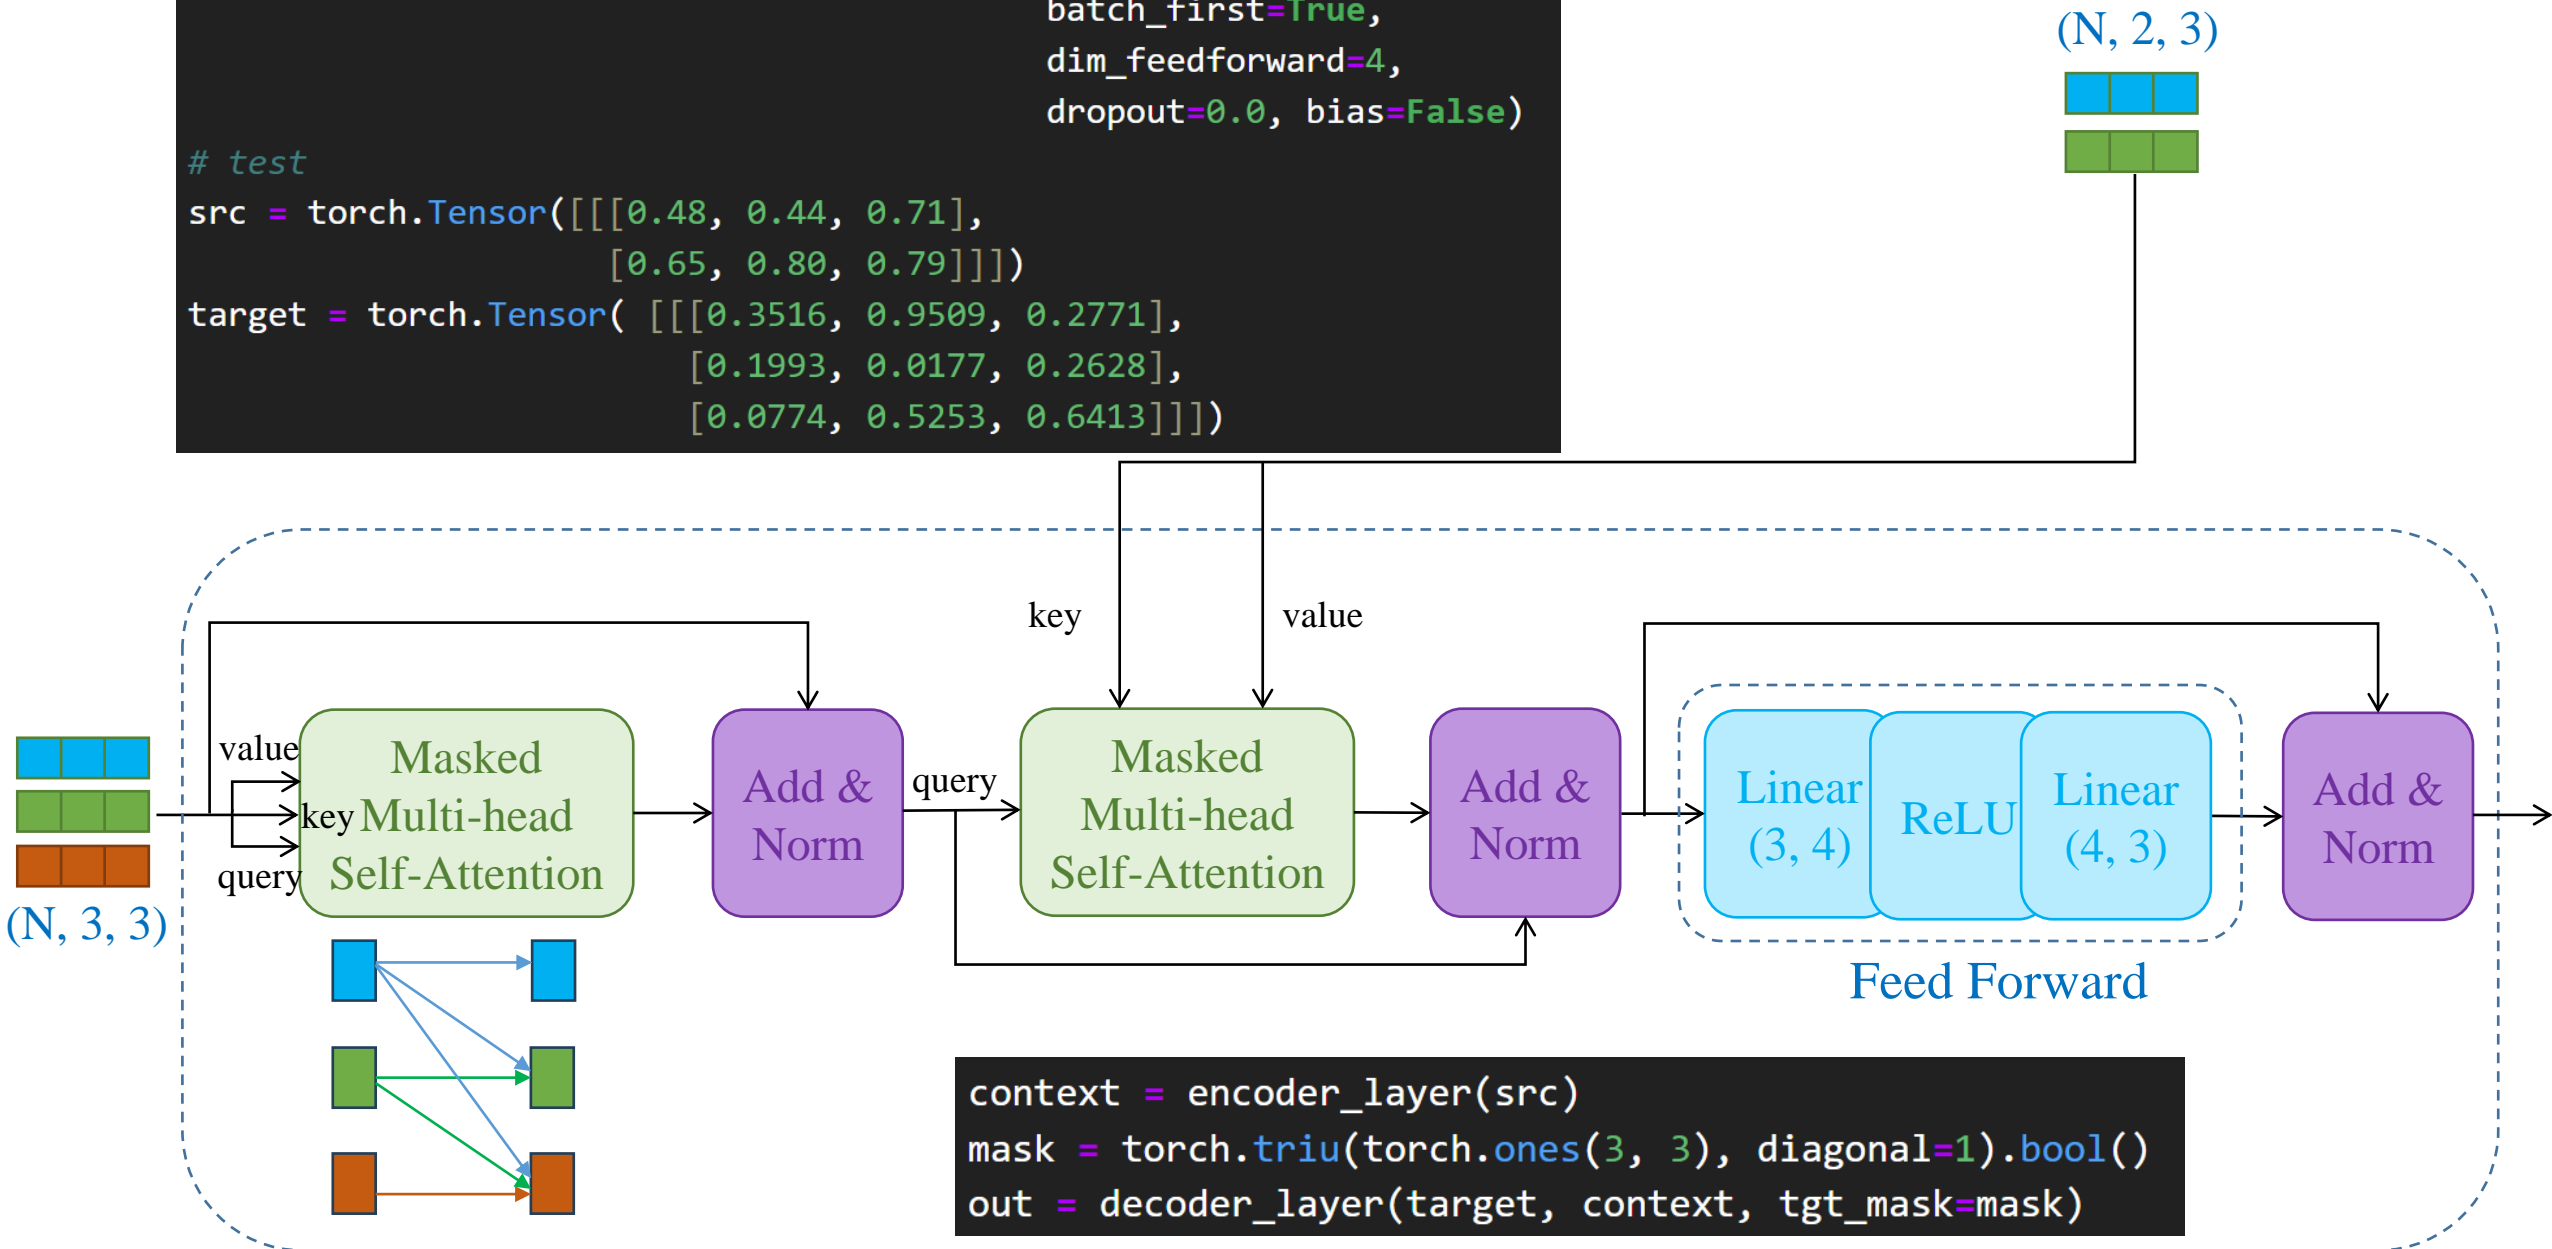 batch_first=True,
dim_feedforward=4,
dropout=0.0, bias=False)
# test
src = torch.Tensor([[[0.48, 0.44, 0.71],
[0.65, 0.80, 0.79]]])
target = torch.Tensor( [[[0.3516, 0.9509, 0.2771],
[0.1993, 0.0177, 0.2628],
[0.0774, 0.5253, 0.6413]]])
(N, 2, 3)
key
value
value
key
query
(N, 3, 3)
Masked
Multi-head
Self-Attention
Add &
Norm
query
Masked
Multi-head
Self-Attention
Add &
Norm
Linear
(3, 4)
ReLU
Linear
(4, 3)
Add &
Norm
Feed Forward
context = encoder_layer(src)
mask = torch.triu(torch.ones(3, 3), diagonal=1).bool()
out = decoder_layer(target, context, tgt_mask=mask)